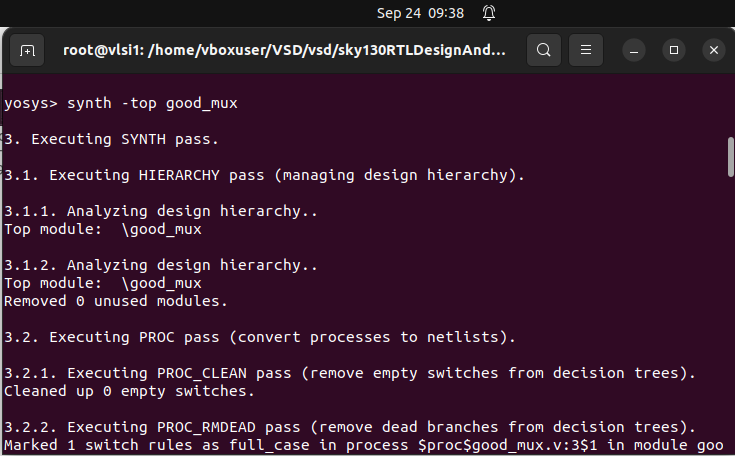 Sep 24 09:38
root@vlsi1: /home/vboxuser/VSD/vsd/sky130RTLDesignAnd...
yosys> synth -top good_mux
3. Executing SYNTH pass.
3.1. Executing HIERARCHY pass (managing design hierarchy).
3.1.1. Analyzing design hierarchy..
Top module:  \good_mux
3.1.2. Analyzing design hierarchy..
Top module:  \good_mux
Removed 0 unused modules.
3.2. Executing PROC pass (convert processes to netlists).
3.2.1. Executing PROC_CLEAN pass (remove empty switches from decision trees).
Cleaned up 0 empty switches.
3.2.2. Executing PROC_RMDEAD pass (remove dead branches from decision trees).
Marked 1 switch rules as full_case in process $proc$good_mux.v:3$1 in module goo